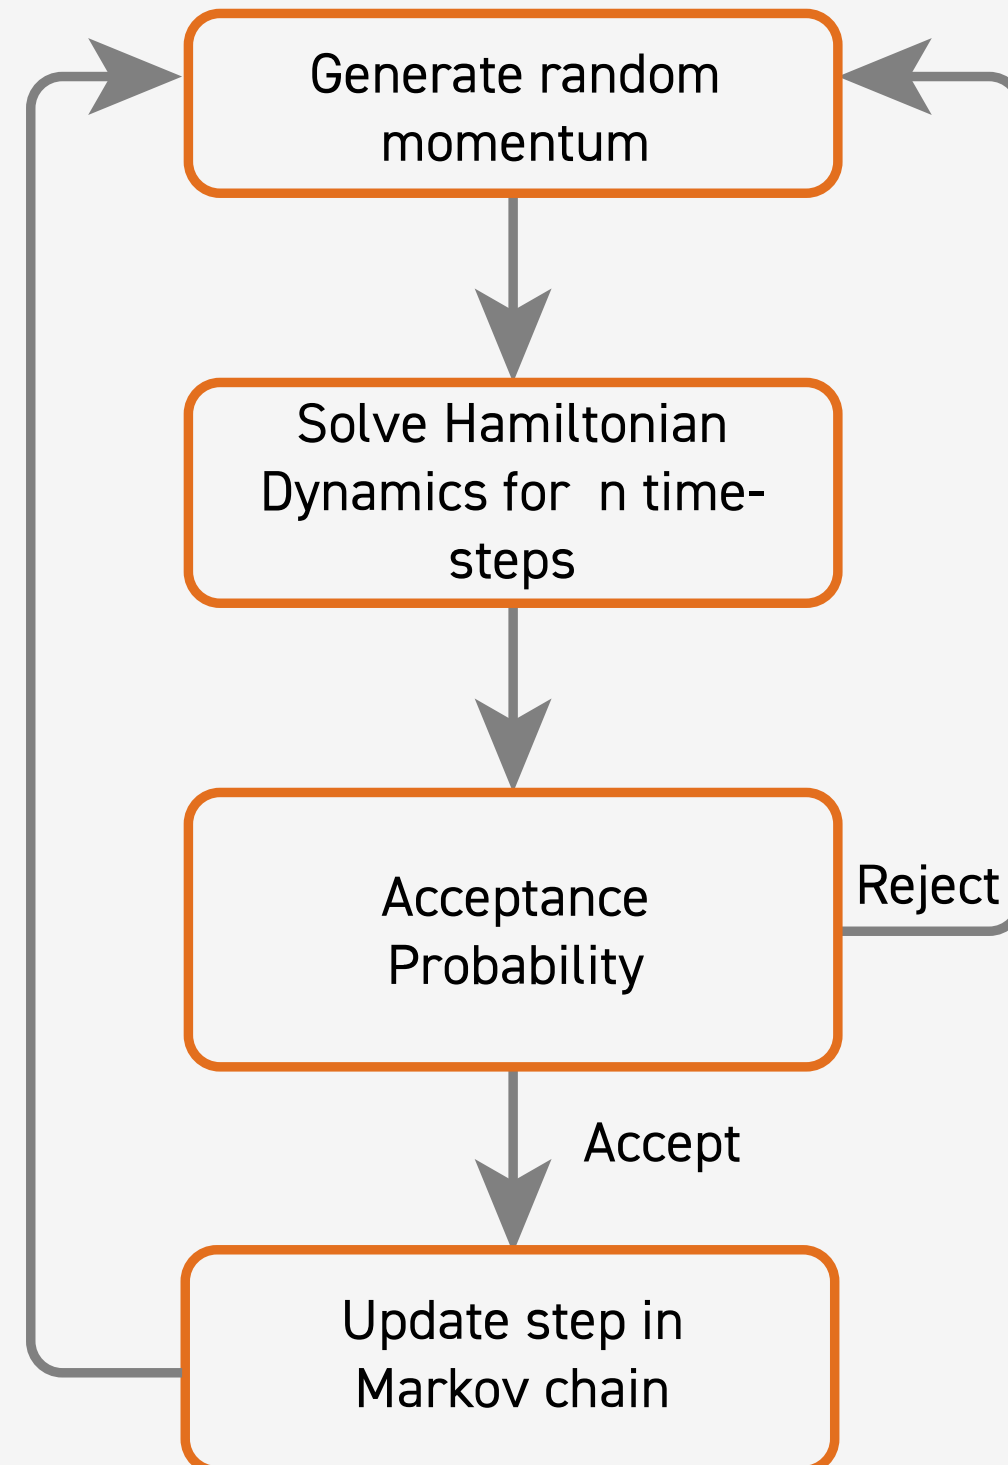 Generate random
momentum
Solve Hamiltonian
Dynamics for  n time-
steps
Acceptance
Probability
Reject
Accept
Update step in
Markov chain